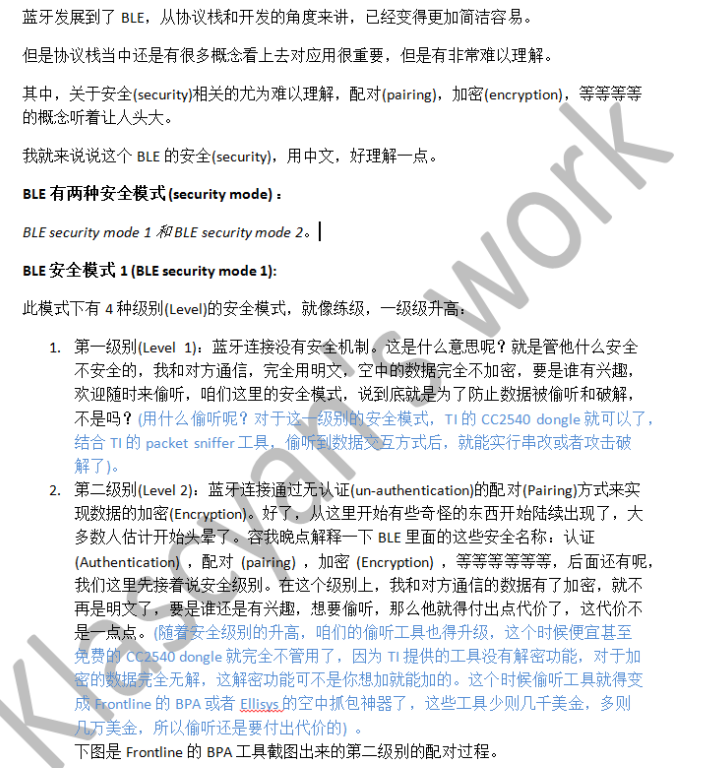 蓝牙发展到了 BLE，从协议栈和开发的角度来讲，已经变得更加简洁容易。
但是协议栈当中还是有很多概念看上去对应用很重要，但是有非常难以理解。
其中，关于安全(security)相关的尤为难以理解，配对(pairing)，加密(encryption)，等等等等
的概念听着让人头大。
我就来说说这个 BLE 的安全(security)，用中文，好理解一点。
BLE 有两种安全模式(security mode)：
BLE security mode 1 和 BLE security mode 2。
BLE 安全模式 1 (BLE security mode 1):
此模式下有 4 种级别(Level)的安全模式，就像练级，一级级升高：
1. 第一级别(Level 1)：蓝牙连接没有安全机制。这是什么意思呢？就是管他什么安全
不安全的，我和对方通信，完全用明文，空中的数据完全不加密，要是谁有兴趣，
欢迎随时来偷听，咱们这里的安全模式，说到底就是为了防止数据被偷听和破解，
不是吗？(用什么偷听呢？对于这一级别的安全模式，TI 的 CC2540 dongle 就可以了，
结合 TI 的 packet sniffer 工具，偷听到数据交互方式后，就能实行串改或者攻击破
解了)。
2. 第二级别(Level 2)：蓝牙连接通过无认证(un-authentication)的配对(Pairing)方式来实
现数据的加密(Encryption)。好了，从这里开始有些奇怪的东西开始陆续出现了，大
多数人估计开始头晕了。容我晚点解释一下 BLE 里面的这些安全名称：认证
(Authentication)，配对 (pairing)，加密 (Encryption)，等等等等等等，后面还有呢，
我们这里先接着说安全级别。在这个级别上，我和对方通信的数据有了加密，就不
再是明文了，要是谁还是有兴趣，想要偷听，那么他就得付出点代价了，这代价不
是一点点。(随着安全级别的升高，咱们的偷听工具也得升级，这个时候便宜甚至
免费的 CC2540 dongle 就完全不管用了，因为 TI 提供的工具没有解密功能，对于加
密的数据完全无解，这解密功能可不是你想加就能加的。这个时候偷听工具就得变
成 Frontline 的 BPA 或者 Ellisys 的空中抓包神器了，这些工具少则几千美金，多则
几万美金，所以偷听还是要付出代价的)。
下图是 Frontline 的 BPA 工具截图出来的第二级别的配对过程。
Klascyan's work